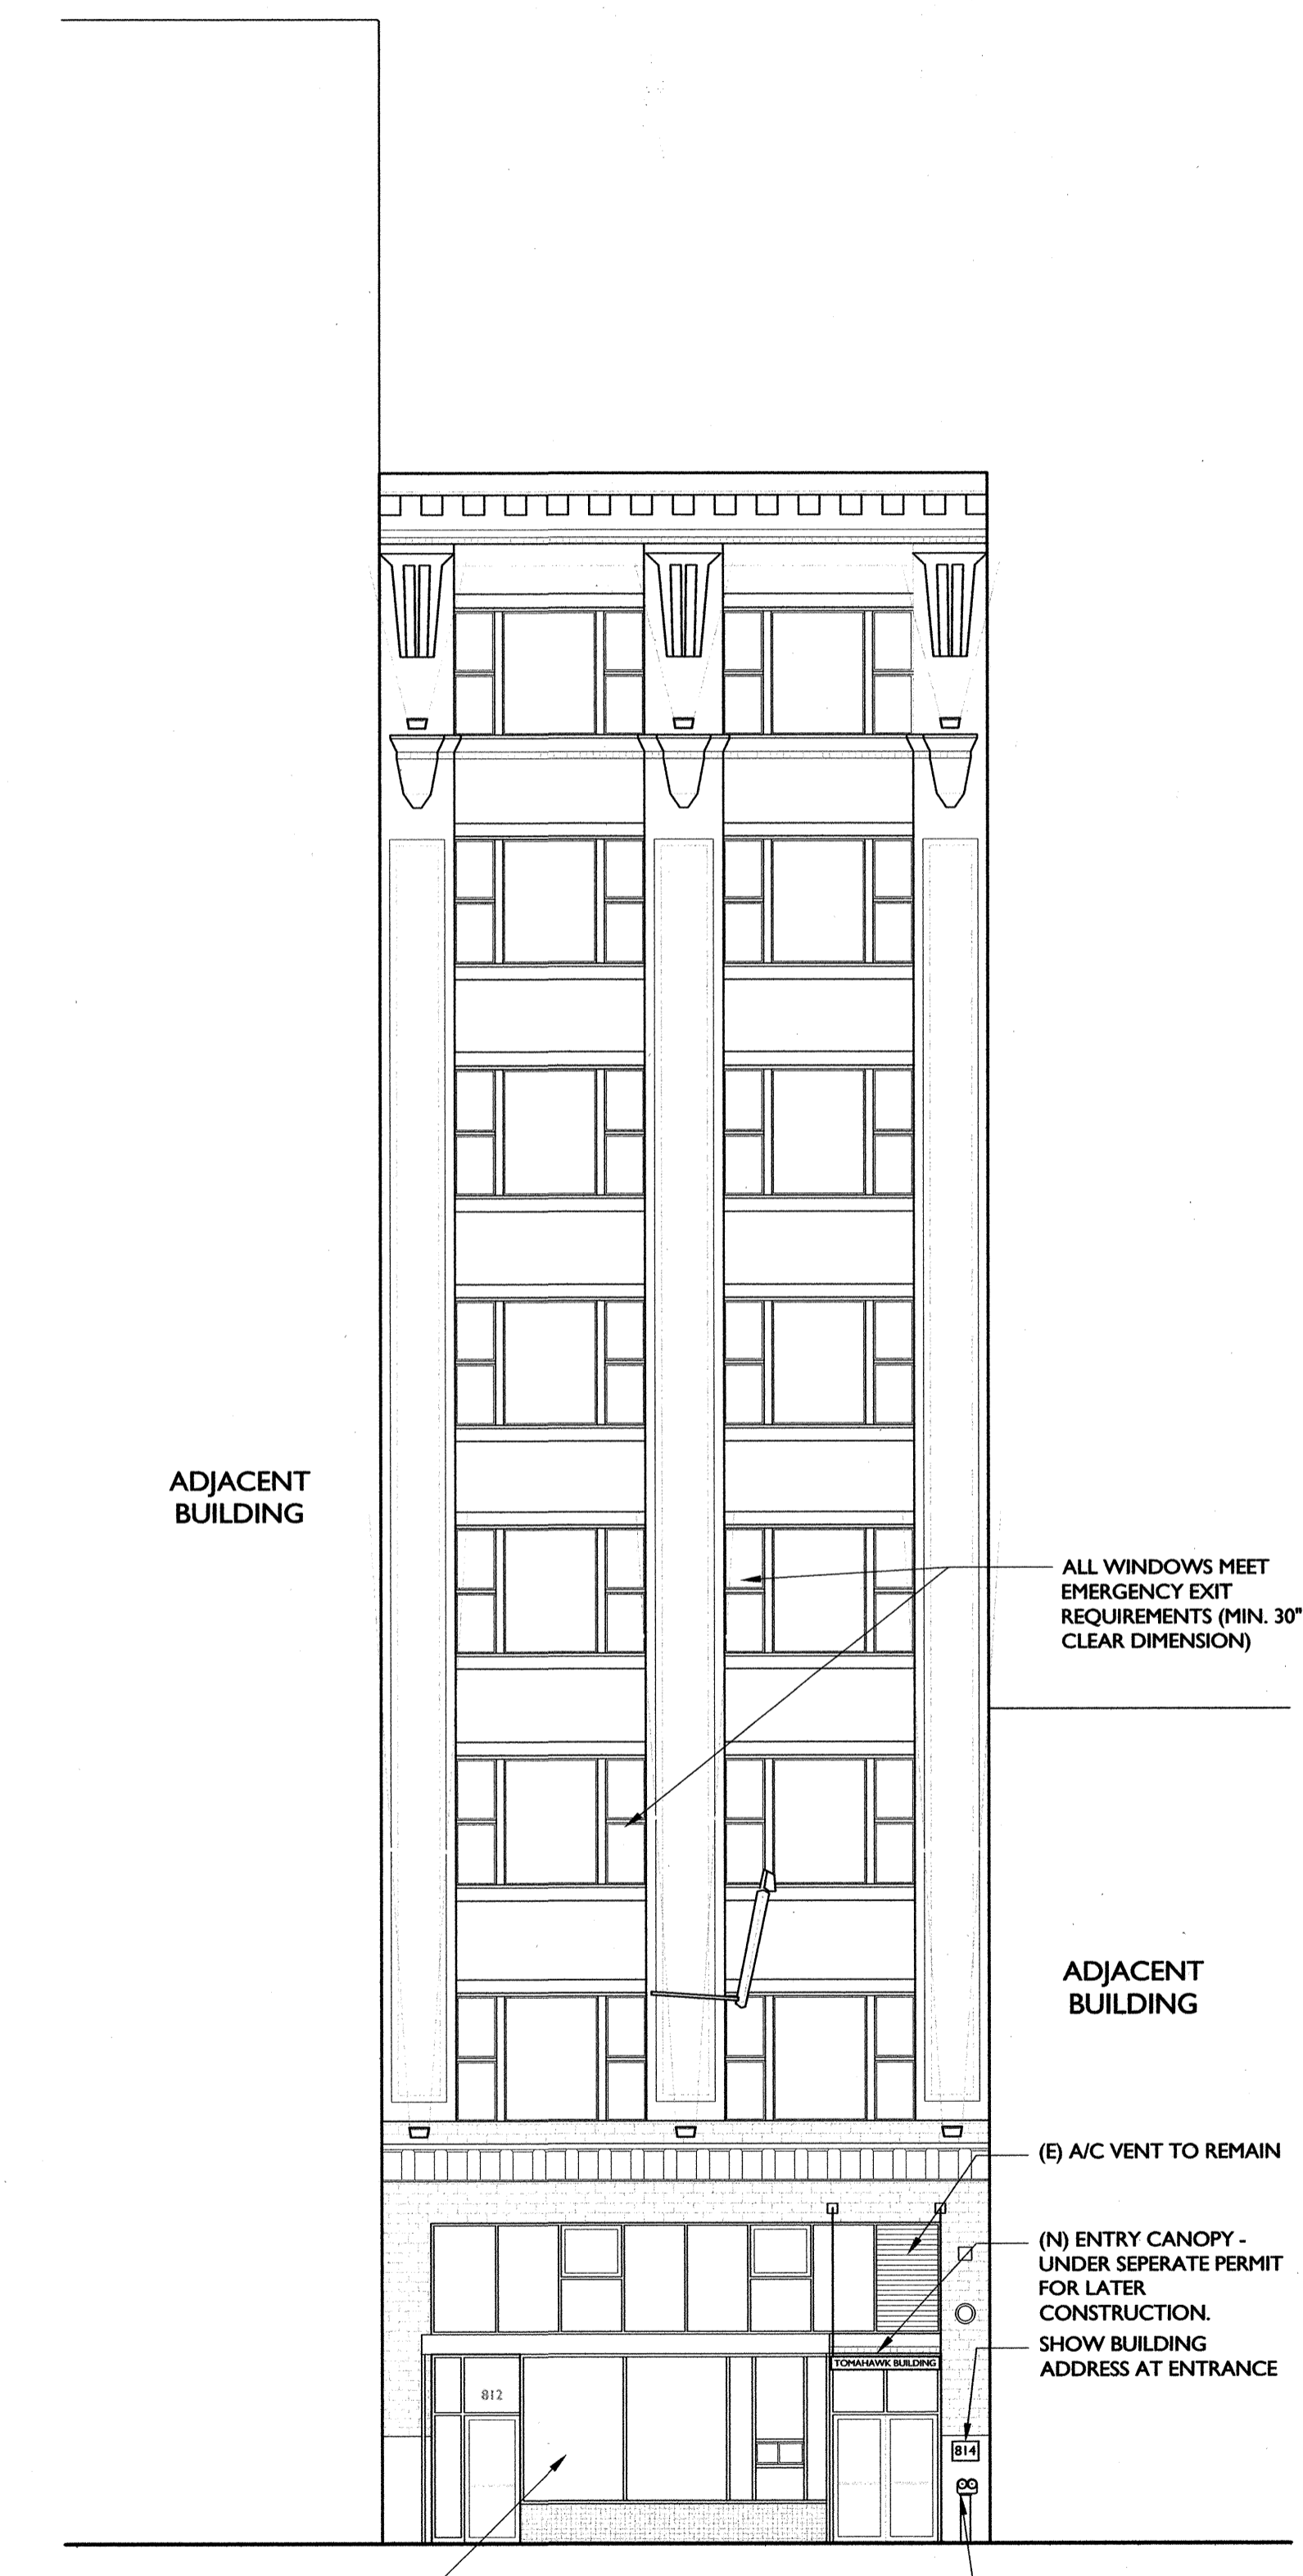 ADJACENT
BUILDING
ALL WINDOWS MEET
EMERGENCY EXIT
REQUIREMENTS (MIN. 30"
CLEAR DIMENSION)
ADJACENT
BUILDING
(E) A/C VENT TO REMAIN
(N) ENTRY CANOPY -
UNDER SEPERATE PERMIT
FOR LATER
CONSTRUCTION.
SHOW BUILDING
ADDRESS AT ENTRANCE
TOMAHAWK BUILDING
812
814